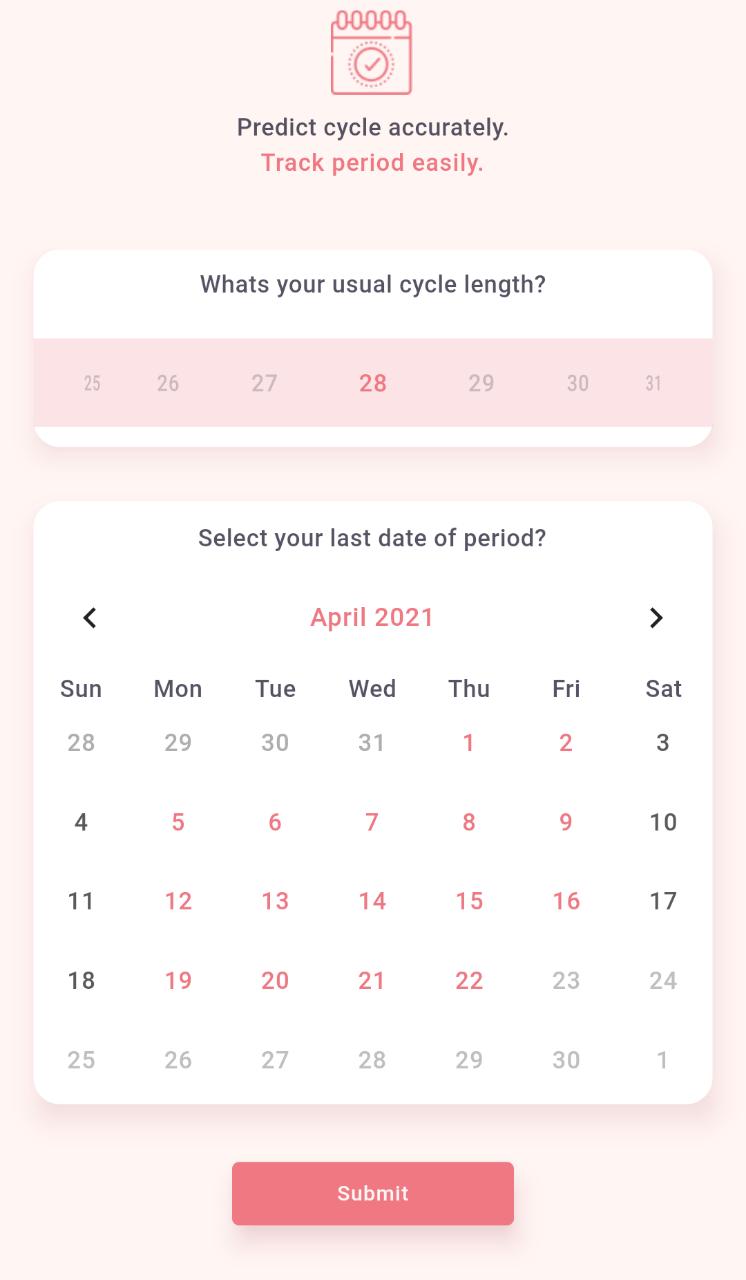 Predict cycle accurately.
Track period easily.
Whats your usual cycle length?
25 26 27 28 29 30 31
Select your last date of period?
April 2021
Sun Mon Tue Wed Thu Fri Sat
28 29 30 31 1 2 3
4 5 6 7 8 9 10
11 12 13 14 15 16 17
18 19 20 21 22 23 24
25 26 27 28 29 30 1
Submit